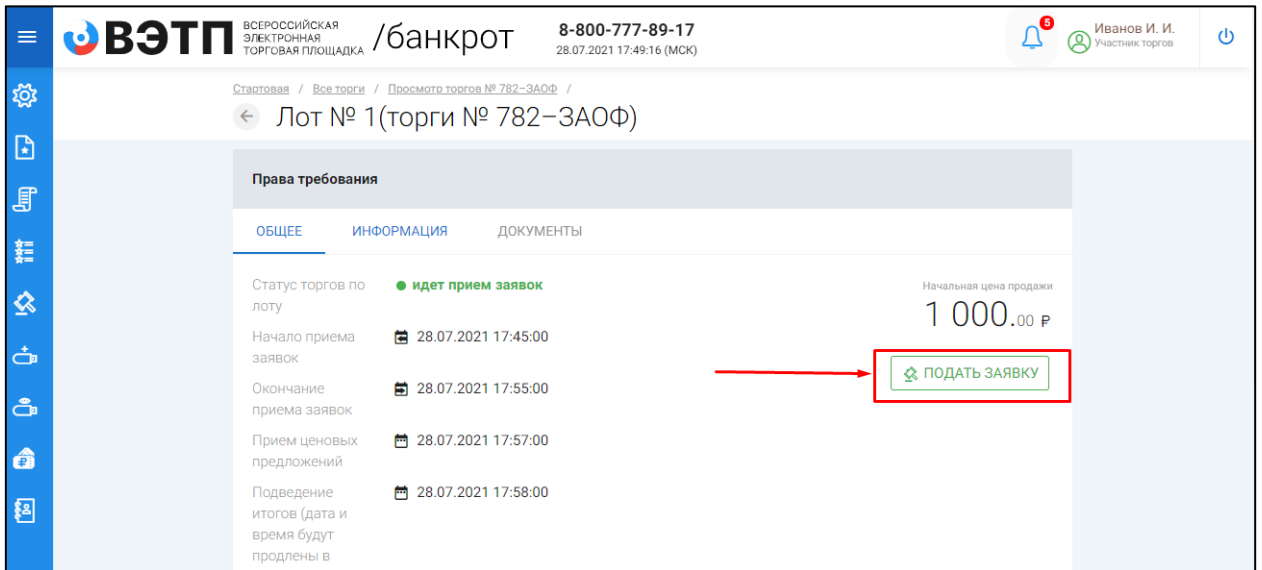 ВЭТП
ВСЕРОССИЙСКАЯ
ЭЛЕКТРОННАЯ
ТОРГОВАЯ ПЛОЩАДКА
/банкрот
8-800-777-89-17
28.07.2021 17:49:16 (МСК)
5
Иванов И. И.
Участник торгов
Стартовая / Все торги / Просмотр торгов № 782-ЗАОФ /
Лот № 1(торги № 782-ЗАОФ)
Права требования
ОБЩЕЕ ИНФОРМАЦИЯ ДОКУМЕНТЫ
Статус торгов по
лоту
идет прием заявок
Начальная цена продажи
1 000.00 ₽
Начало приема
заявок
28.07.2021 17:45:00
ПОДАТЬ ЗАЯВКУ
Окончание
приема заявок
28.07.2021 17:55:00
Прием ценовых
предложений
28.07.2021 17:57:00
Подведение
итогов (дата и
время будут
продлены в
28.07.2021 17:58:00